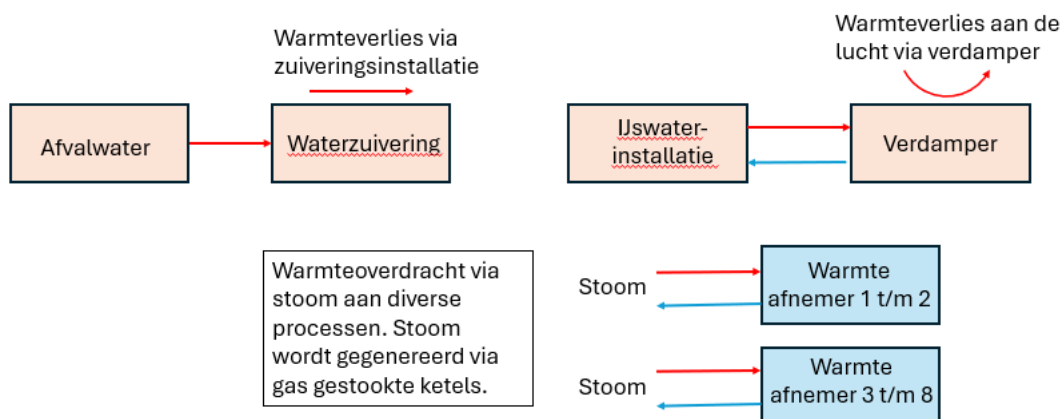 Warmteverlies via
zuiveringsinstallatie
Afvalwater
Waterzuivering
Warmteverlies aan de
lucht via verdamper
IJswater-
installatie
Verdamper
Warmteoverdracht via
stoom aan diverse
processen. Stoom
wordt gegenereerd via
gas gestookte ketels.
Stoom
Warmte
afnemer 1 t/m 2
Stoom
Warmte
afnemer 3 t/m 8